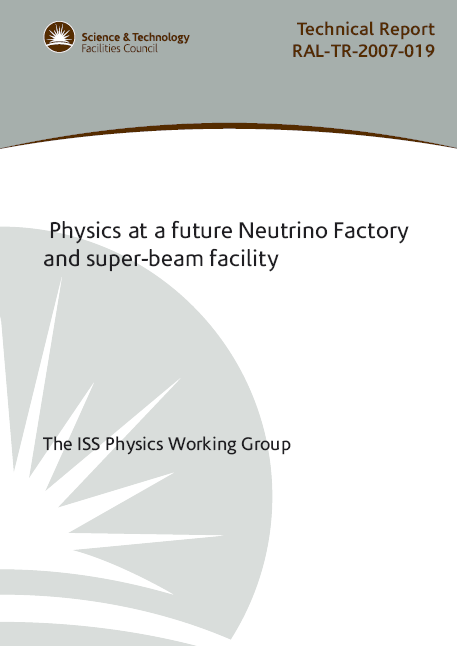 Science & Technology
Facilities Council
Technical Report
RAL-TR-2007-019
Physics at a future Neutrino Factory
and super-beam facility
The ISS Physics Working Group